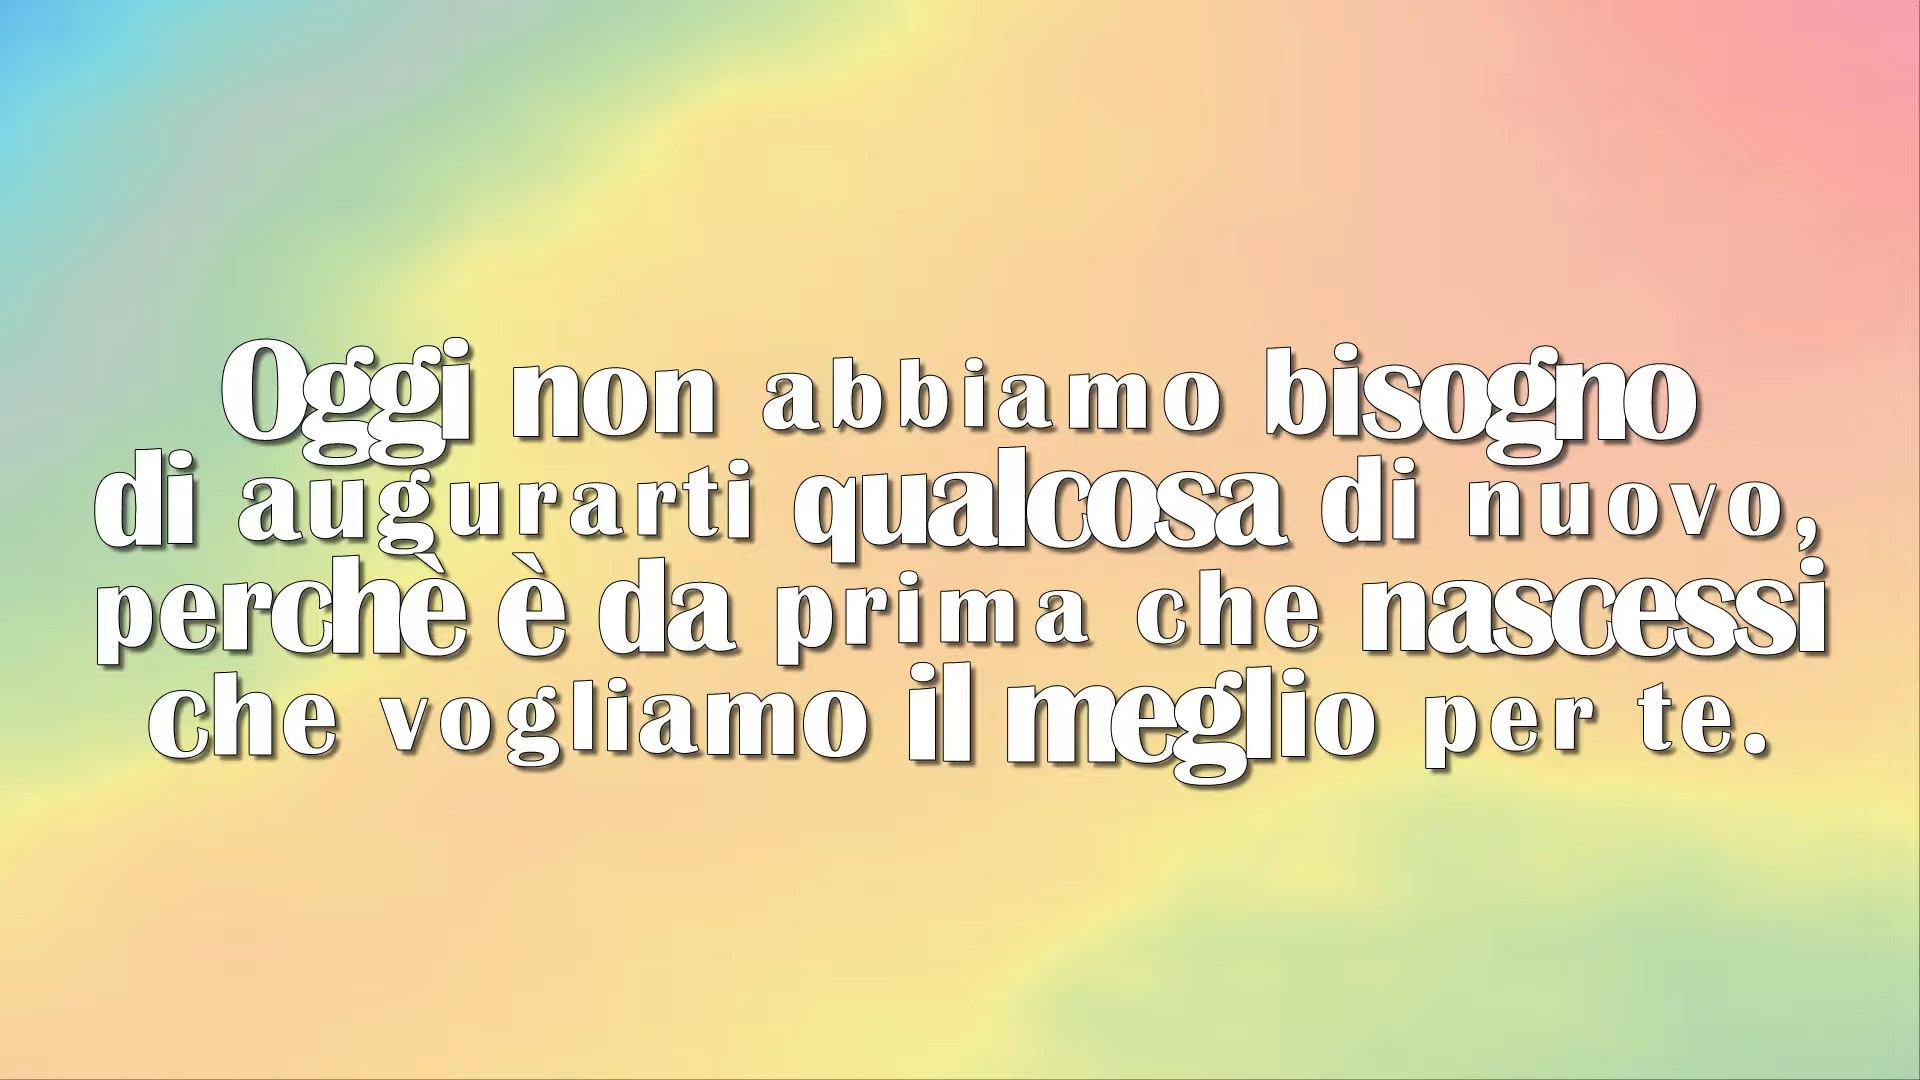 Oggi non abbiamo bisogno
di augurarti qualcosa di nuovo,
perchè è da prima che nascessi
che vogliamo il meglio per te.